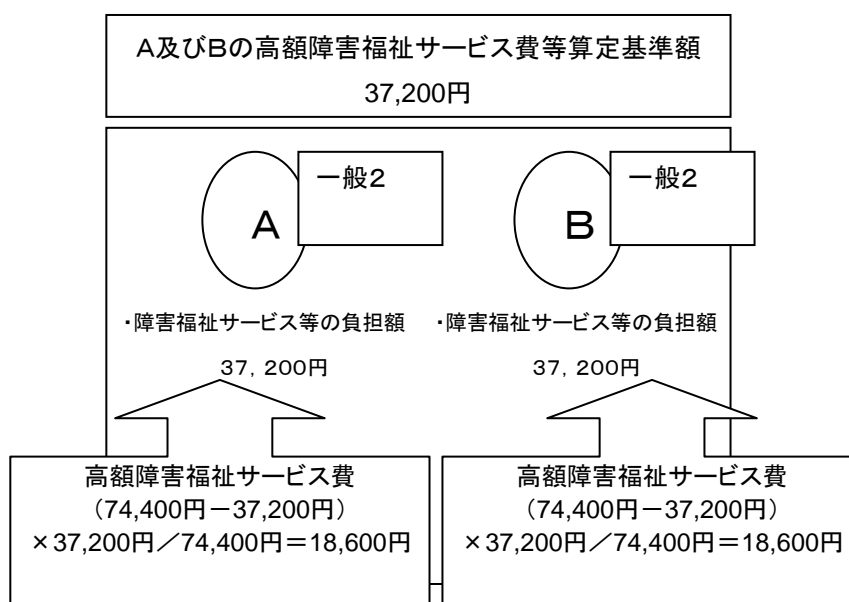 A及びBの高額障害福祉サービス費等算定基準額
37,200円
一般2
一般2
A
B
・障害福祉サービス等の負担額
・障害福祉サービス等の負担額
37,200円
37,200円
高額障害福祉サービス費
(74,400円-37,200円)
×37,200円/74,400円=18,600円
高額障害福祉サービス費
(74,400円-37,200円)
×37,200円/74,400円=18,600円